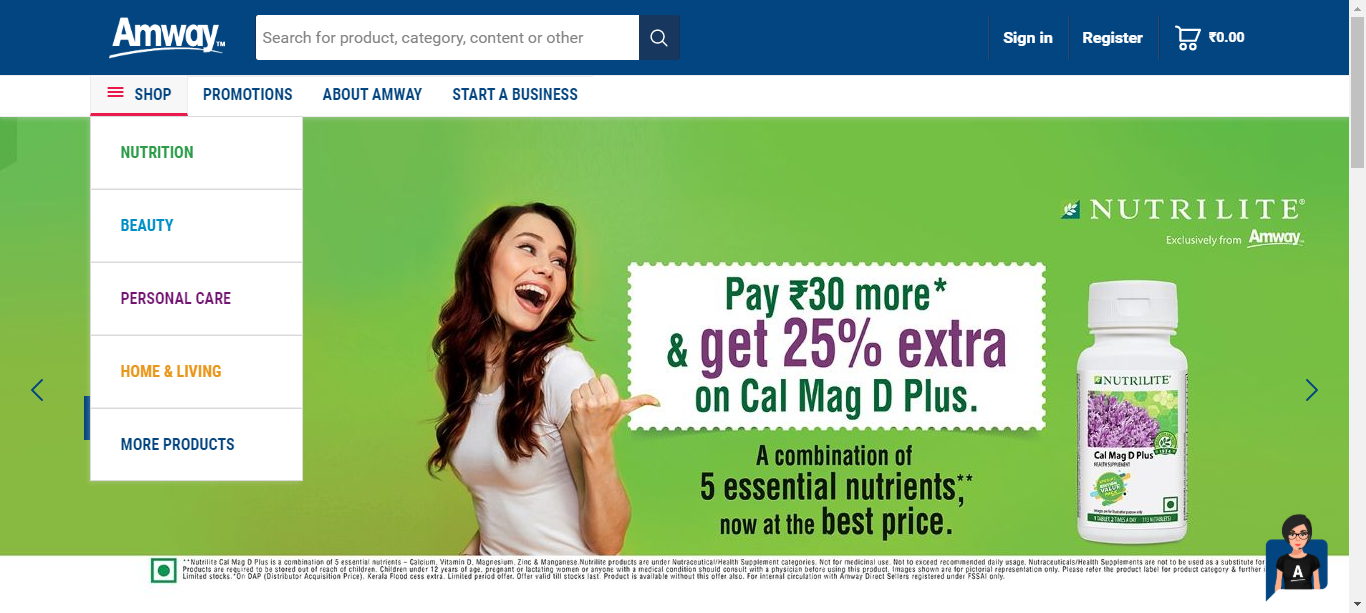 Amway™
Search for product, category, content or other
Sign in
Register
₹0.00
SHOP
PROMOTIONS
ABOUT AMWAY
START A BUSINESS
NUTRITION
BEAUTY
PERSONAL CARE
HOME & LIVING
MORE PRODUCTS
NUTRILITE®
Exclusively from Amway™
Pay ₹30 more*
& get 25% extra
on Cal Mag D Plus.
A combination of
5 essential nutrients,**
now at the best price.
NUTRILITE®
Cal Mag D Plus
HEALTH SUPPLEMENT
VALUE
**Nutrilite Cal Mag D Plus is a combination of 5 essential nutrients – Calcium, Vitamin D, Magnesium, Zinc & Manganese.Nutrilite products are under Nutraceutical/Health Supplement categories. Not for medicinal use. Not to exceed recommended daily usage. Nutraceuticals/Health Supplements are not to be used as a substitute for
Products are required to be stored out of reach of children. Children under 12 years of age, pregnant or lactating women or anyone with a medical condition should consult with a physician before using this product. Images shown are for pictorial representation only. Please refer the product label for product category & further
Limited stocks. *On DAP (Distributor Acquisition Price). Kerala Flood cess extra. Limited period offer. Offer valid till stocks last. Product is available without this offer also. For internal circulation with Amway Direct Sellers registered under FSSAI only.
A